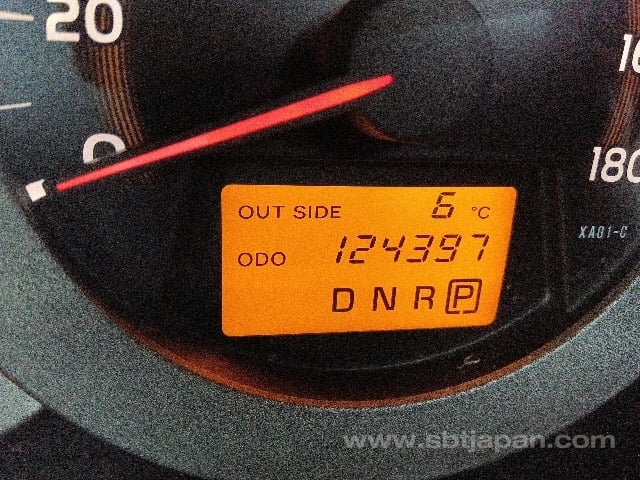 20
0
16
180
OUT SIDE 6 °C
ODO 124397
D N R P
XA01-C
www.sbtjapan.com